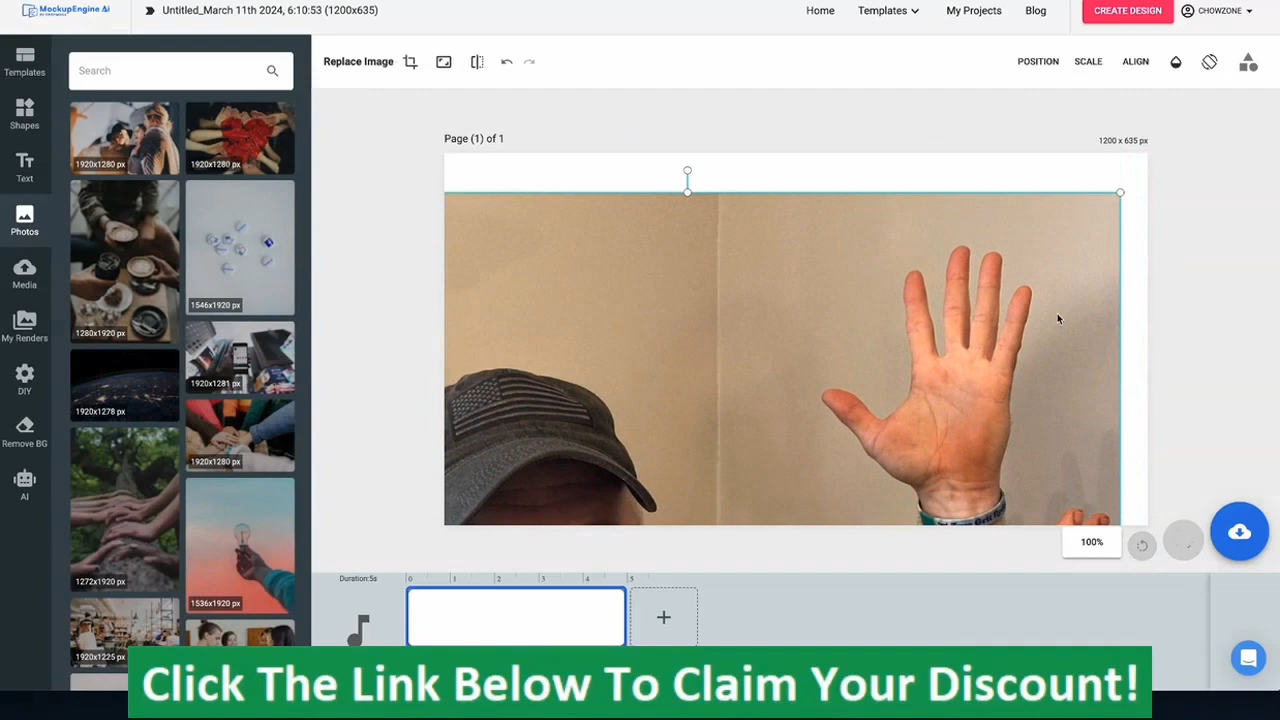 MockupEngine Ai
Untitled_March 11th 2024, 6:10:53 (1200x635)
Home
Templates
My Projects
Blog
CREATE DESIGN
CHOWZONE
Templates
Shapes
Text
Photos
Media
My Renders
DIY
Remove BG
AI
Search
1920x1280 px
1920x1280 px
1546x1920 px
1280x1920 px
1920x1281 px
1920x1278 px
1920x1280 px
1272x1920 px
1536x1920 px
1920x1225 px
Replace Image
POSITION
SCALE
ALIGN
Page (1) of 1
1200 x 635 px
100%
Duration:5s
0 1 2 3 4 5
Click The Link Below To Claim Your Discount!